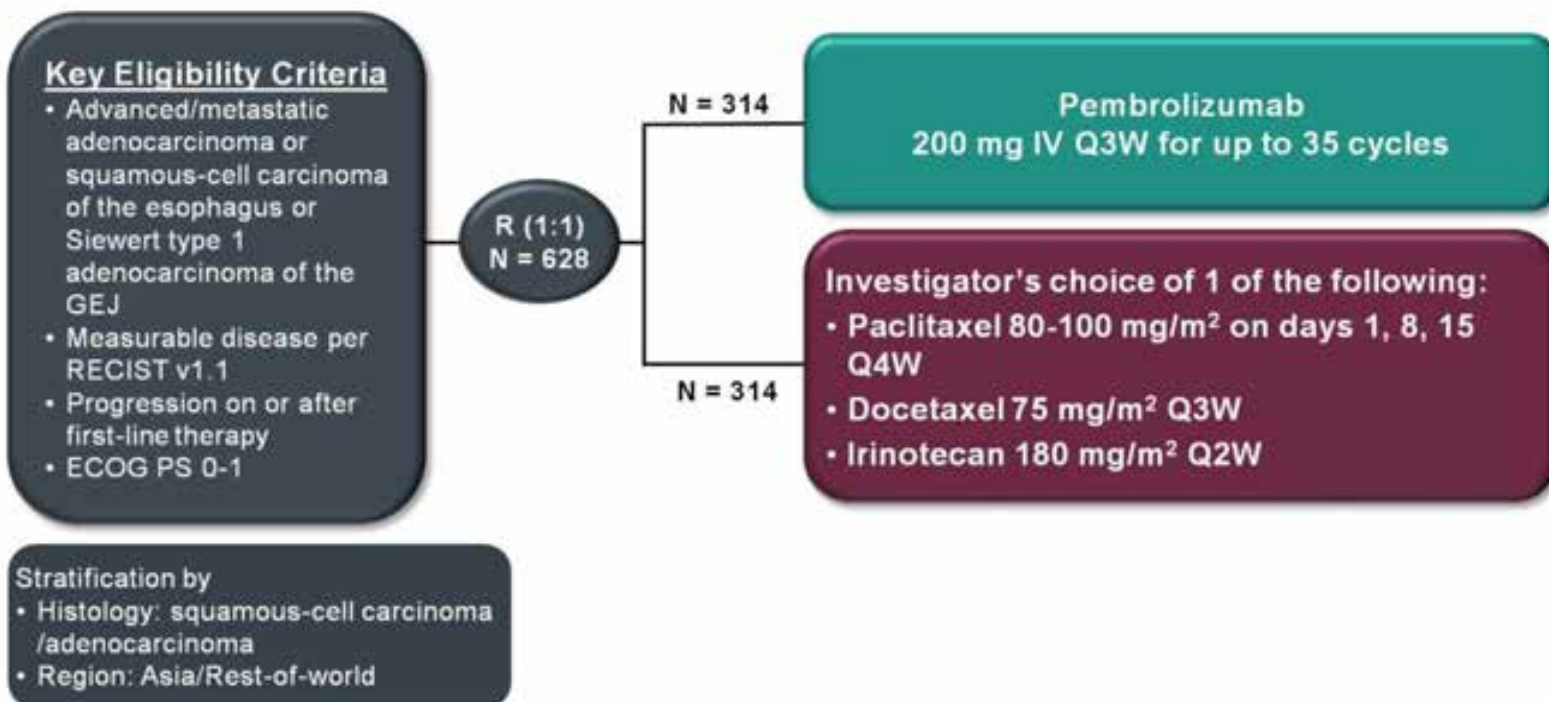 Key Eligibility Criteria
• Advanced/metastatic
adenocarcinoma or
squamous-cell carcinoma
of the esophagus or
Siewert type 1
adenocarcinoma of the
GEJ
• Measurable disease per
RECIST v1.1
• Progression on or after
first-line therapy
• ECOG PS 0-1
Stratification by
• Histology: squamous-cell carcinoma
/adenocarcinoma
• Region: Asia/Rest-of-world
R (1:1)
N = 628
N = 314
Pembrolizumab
200 mg IV Q3W for up to 35 cycles
N = 314
Investigator's choice of 1 of the following:
• Paclitaxel 80-100 mg/m² on days 1, 8, 15
Q4W
• Docetaxel 75 mg/m² Q3W
• Irinotecan 180 mg/m² Q2W